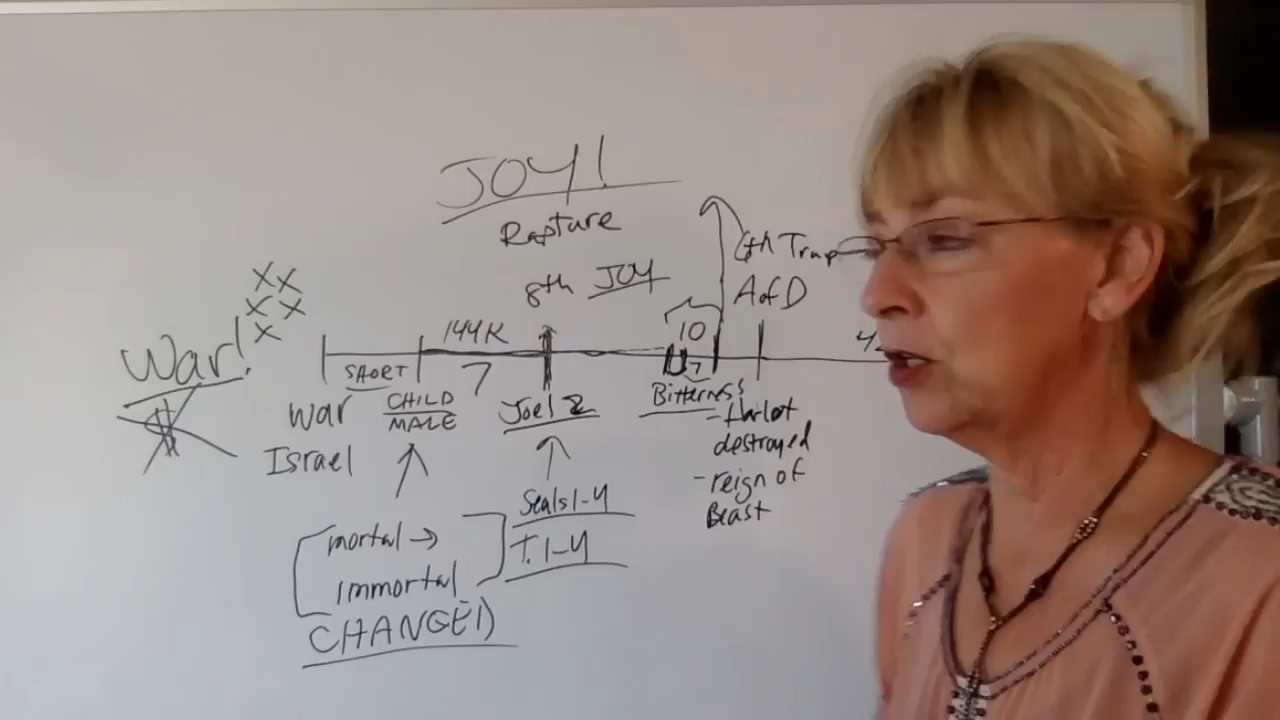 JOY!
Rapture
8th JOY
6th Trump
A of D
War!
XX
XX
X
144K
10
SHORT
7
7
War
Israel
CHILD
MALE
Joel 2
Bitterness
- Harlot
destroyed
- reign of
Beast
Seals 1-4
T. 1-4
mortal →
immortal
CHANGED